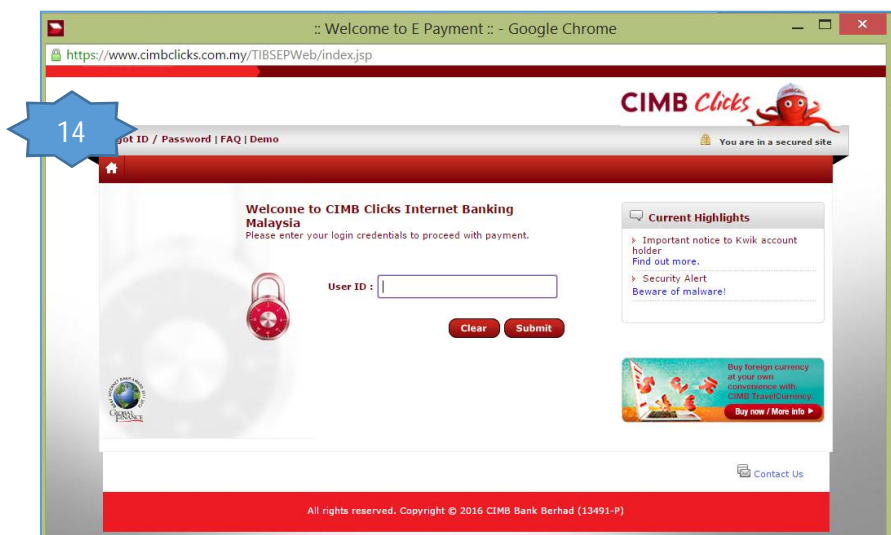 :: Welcome to E Payment :: - Google Chrome
https://www.cimbclicks.com.my/TIBSEPWeb/index.jsp
CIMB Clicks
14
got ID / Password | FAQ | Demo
You are in a secured site
Welcome to CIMB Clicks Internet Banking
Malaysia
Please enter your login credentials to proceed with payment.
User ID :
Clear Submit
Current Highlights
Important notice to Kwik account
holder
Find out more.
Security Alert
Beware of malware!
Buy foreign currency
at your own
convenience with
CIMB TravelCurrency.
Buy now / More info
GLOBAL
FINANCE
Contact Us
All rights reserved. Copyright © 2016 CIMB Bank Berhad (13491-P)